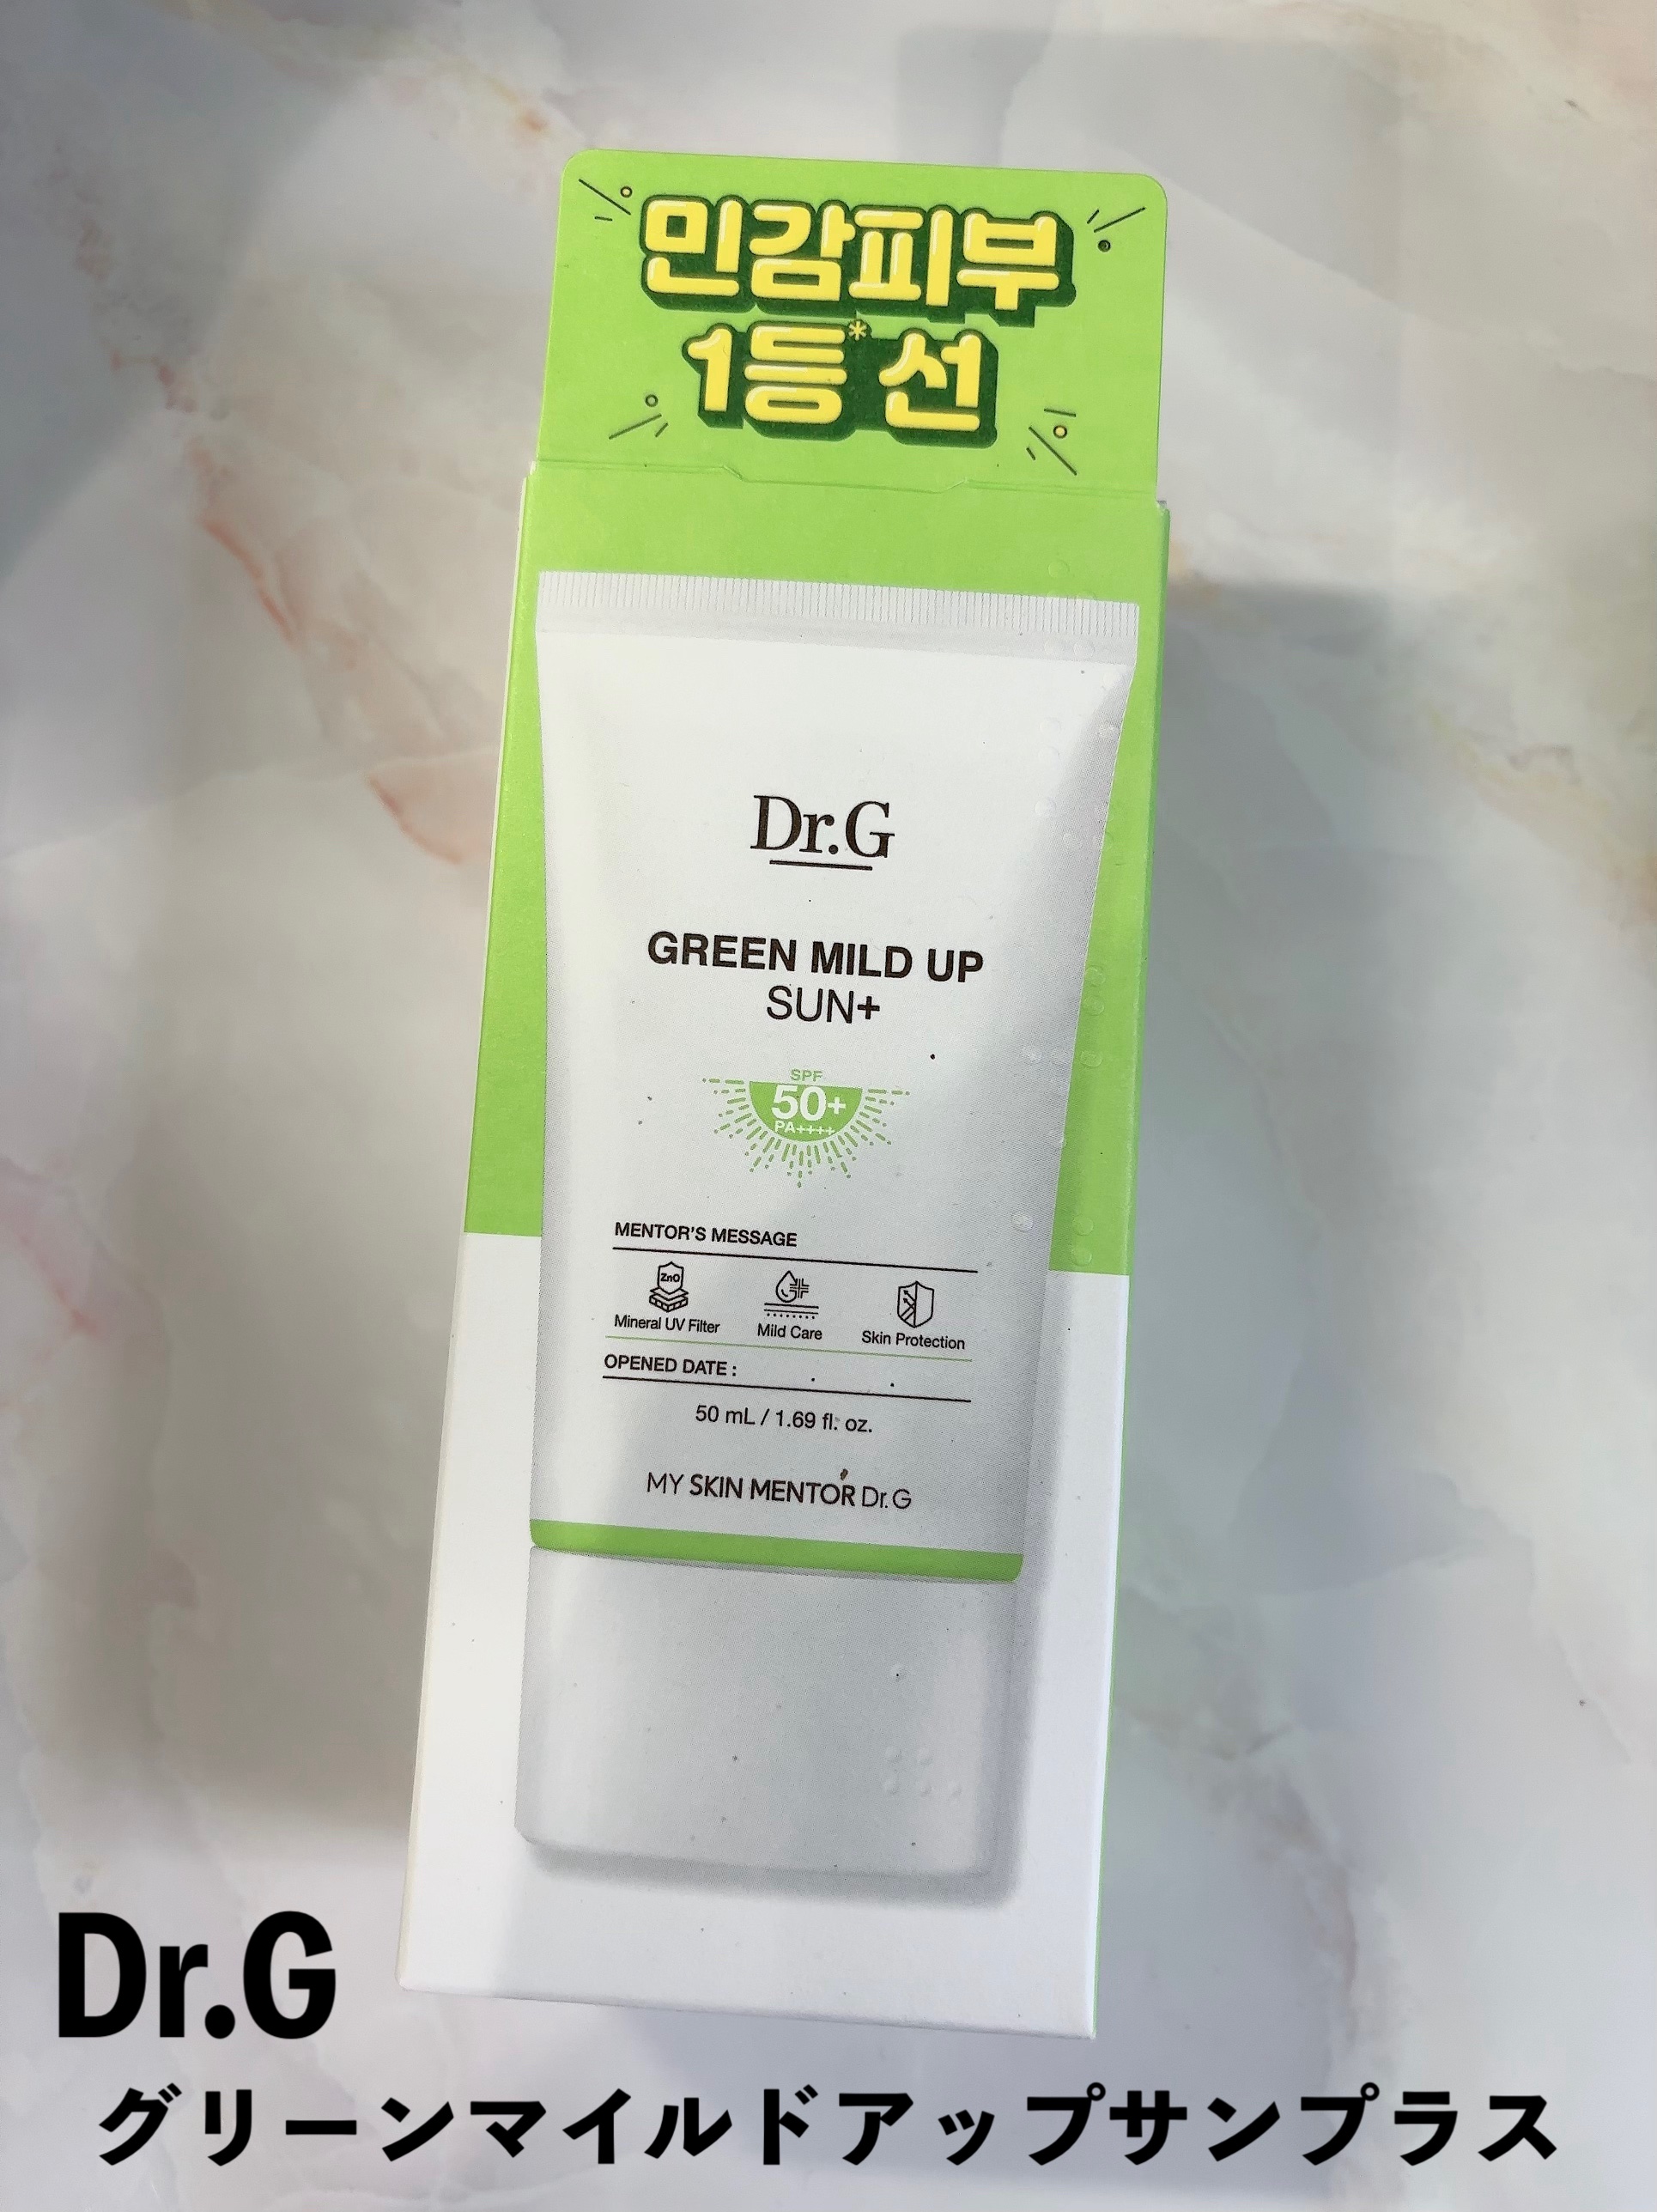 민감피부
1등* 선
Dr.G
GREEN MILD UP
SUN+
SPF
50+
PA++++
MENTOR'S MESSAGE
ZnO
Mineral UV Filter
Mild Care
Skin Protection
OPENED DATE : . .
50 mL / 1.69 fl. oz.
MY SKIN MENTOR Dr.G
Dr.G
グリーンマイルドアップサンプラス